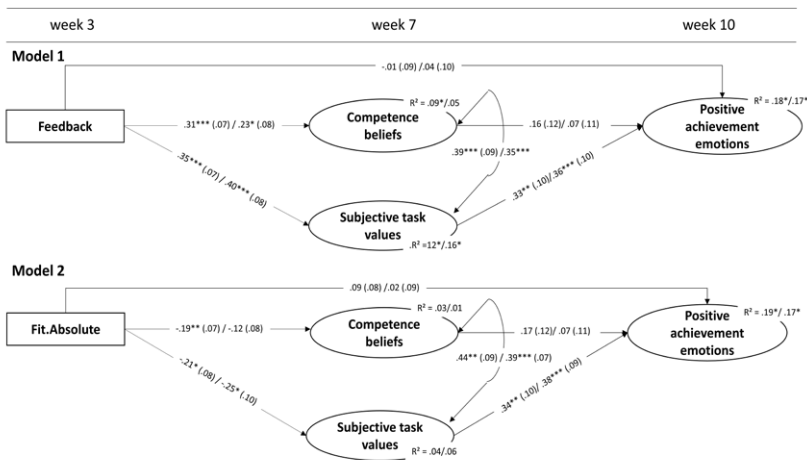 week 3 week 7 week 10
Model 1
-.01 (.09) /.04 (.10)
R² = .09*/.05
R² = .18*/.17*
Feedback
.31*** (.07) / .23* (.08)
Competence
beliefs
.16 (.12)/ .07 (.11)
Positive
achievement
emotions
.35*** (.07) / .40*** (.08)
.39*** (.09) /.35***
.33** (.10)/.36*** (.10)
Subjective task
values
.R² =12*/.16*
Model 2
.09 (.08) /.02 (.09)
R² = .03/.01
R² = .19*/.17*
Fit.Absolute
-.19** (.07) / -.12 (.08)
Competence
beliefs
.17 (.12)/ .07 (.11)
Positive
achievement
emotions
-.21* (.08) / -.25* (.10)
.44** (.09) / .39*** (.07)
.34** (.10)/.38*** (.09)
Subjective task
values
R² = .04/.06